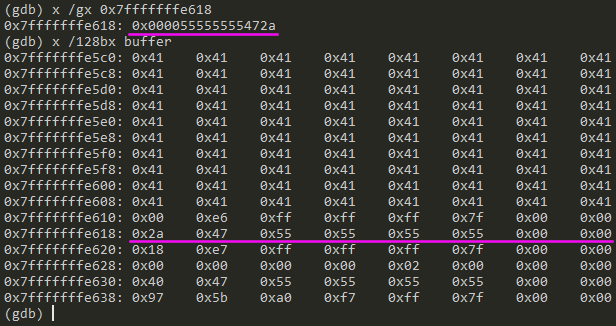 (gdb) x /gx 0x7fffffffe618
0x7fffffffe618: 0x000055555555472a
(gdb) x /128bx buffer
0x7fffffffe5c0: 0x41 0x41 0x41 0x41 0x41 0x41 0x41 0x41
0x7fffffffe5c8: 0x41 0x41 0x41 0x41 0x41 0x41 0x41 0x41
0x7fffffffe5d0: 0x41 0x41 0x41 0x41 0x41 0x41 0x41 0x41
0x7fffffffe5d8: 0x41 0x41 0x41 0x41 0x41 0x41 0x41 0x41
0x7fffffffe5e0: 0x41 0x41 0x41 0x41 0x41 0x41 0x41 0x41
0x7fffffffe5e8: 0x41 0x41 0x41 0x41 0x41 0x41 0x41 0x41
0x7fffffffe5f0: 0x41 0x41 0x41 0x41 0x41 0x41 0x41 0x41
0x7fffffffe5f8: 0x41 0x41 0x41 0x41 0x41 0x41 0x41 0x41
0x7fffffffe600: 0x41 0x41 0x41 0x41 0x41 0x41 0x41 0x41
0x7fffffffe608: 0x41 0x41 0x41 0x41 0x41 0x41 0x41 0x41
0x7fffffffe610: 0x00 0xe6 0xff 0xff 0xff 0x7f 0x00 0x00
0x7fffffffe618: 0x2a 0x47 0x55 0x55 0x55 0x55 0x00 0x00
0x7fffffffe620: 0x18 0xe7 0xff 0xff 0xff 0x7f 0x00 0x00
0x7fffffffe628: 0x00 0x00 0x00 0x00 0x02 0x00 0x00 0x00
0x7fffffffe630: 0x40 0x47 0x55 0x55 0x55 0x55 0x00 0x00
0x7fffffffe638: 0x97 0x5b 0xa0 0xf7 0xff 0x7f 0x00 0x00
(gdb)